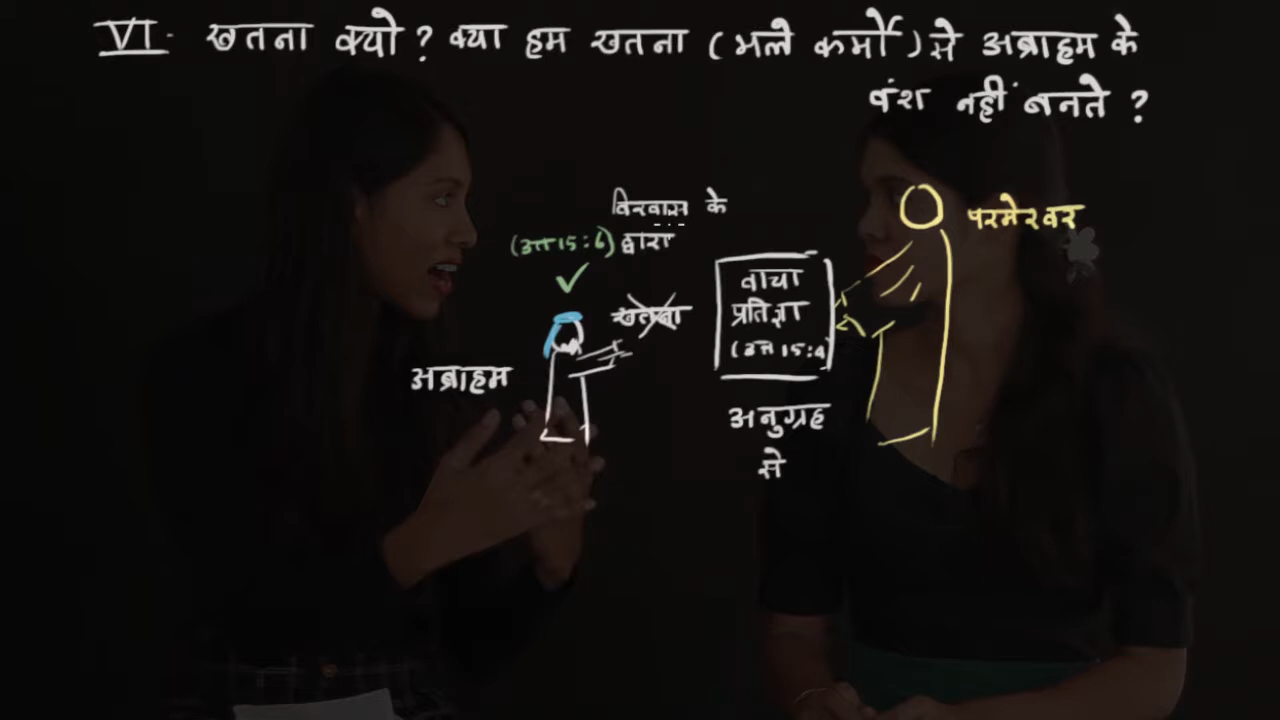 VI. खतना क्यो? क्या हम खतना (भले कर्मो) से अब्राहम के
वंश नहीं बनते ?
विश्वास के
(उत्त 15:6) द्वारा
परमेश्वर
वाचा
प्रतिज्ञा
(उत्त 15:4)
खतना
अब्राहम
अनुग्रह
से